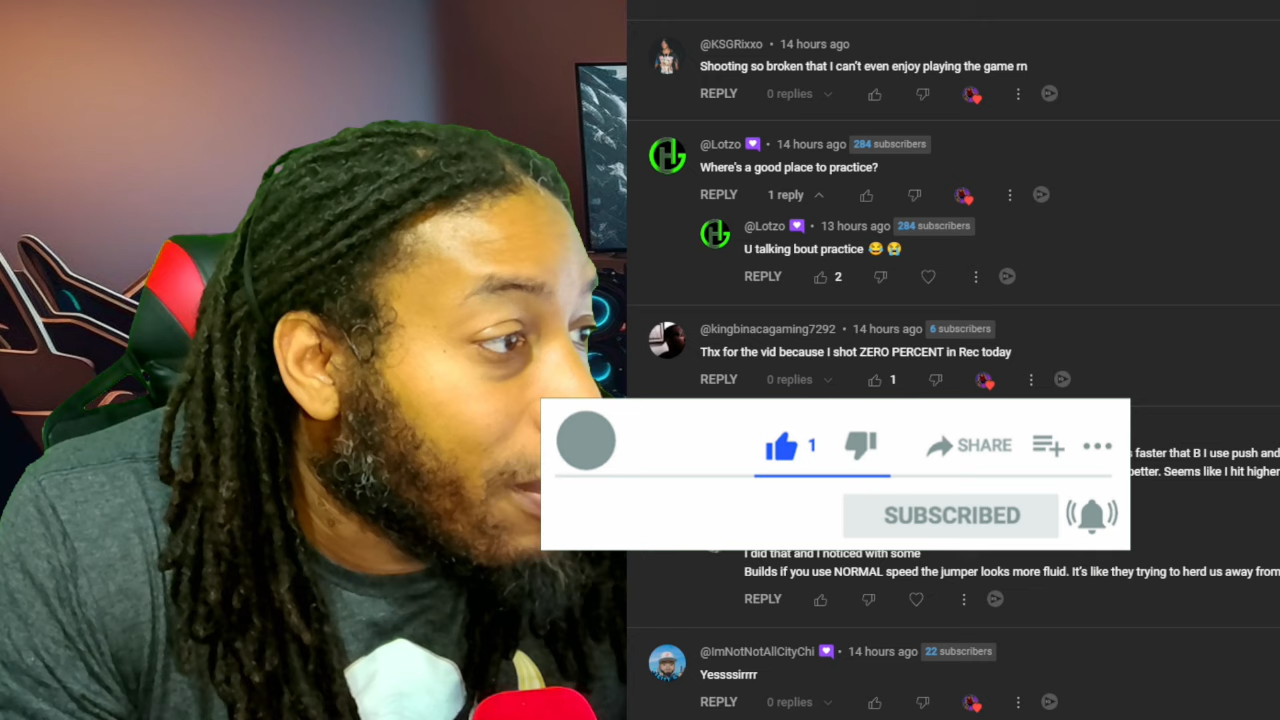 @KSGRixxo • 14 hours ago
Shooting so broken that I can't even enjoy playing the game rn
REPLY 0 replies
@Lotzo • 14 hours ago 284 subscribers
Where's a good place to practice?
REPLY 1 reply
@Lotzo • 13 hours ago 284 subscribers
U talking bout practice 😂 😭
REPLY 2
@kingbinacagaming7292 • 14 hours ago 6 subscribers
Thx for the vid because I shot ZERO PERCENT in Rec today
REPLY 0 replies 1
1 SHARE
faster that B I use push and
better. Seems like I hit higher
SUBSCRIBED
I did that and I noticed with some
Builds if you use NORMAL speed the jumper looks more fluid. It's like they trying to herd us away from
REPLY
@ImNotNotAllCityChi • 14 hours ago 22 subscribers
Yessssirrrr
REPLY 0 replies